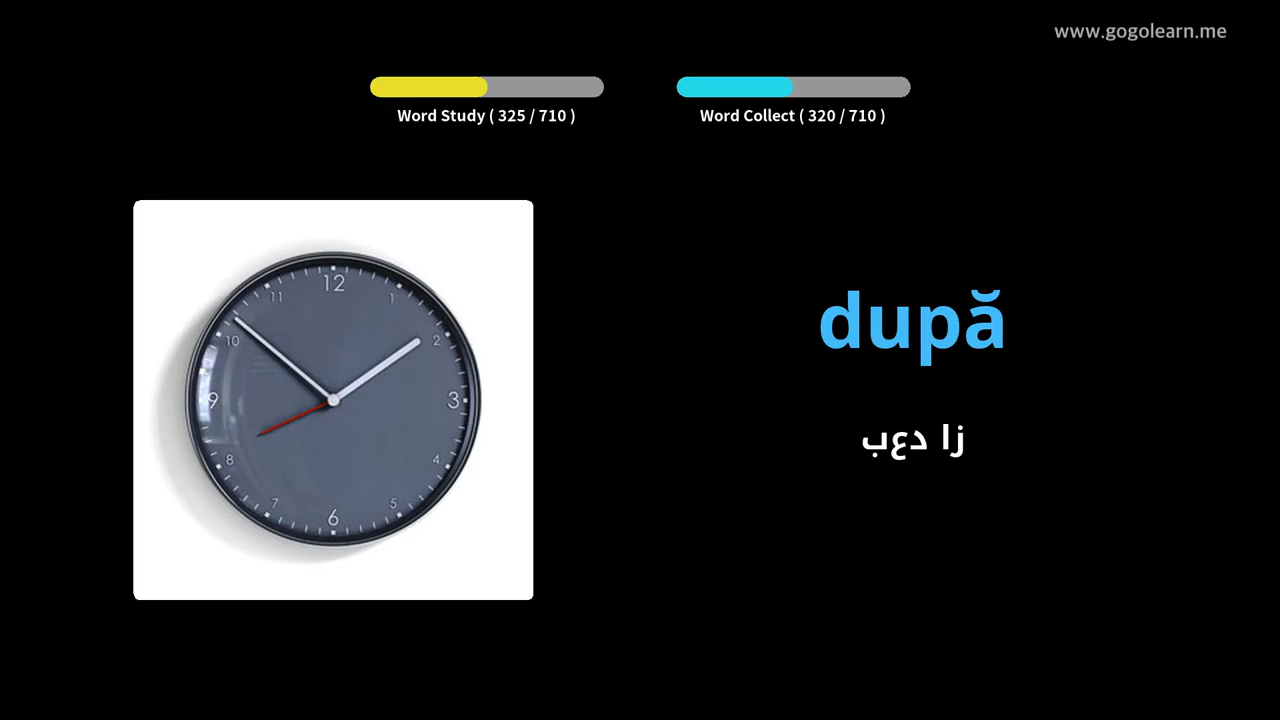 www.gogolearn.me
Word Study ( 325 / 710 )
Word Collect ( 320 / 710 )
12
11
1
10
2
9
3
8
4
7
5
6
după
زا دعب